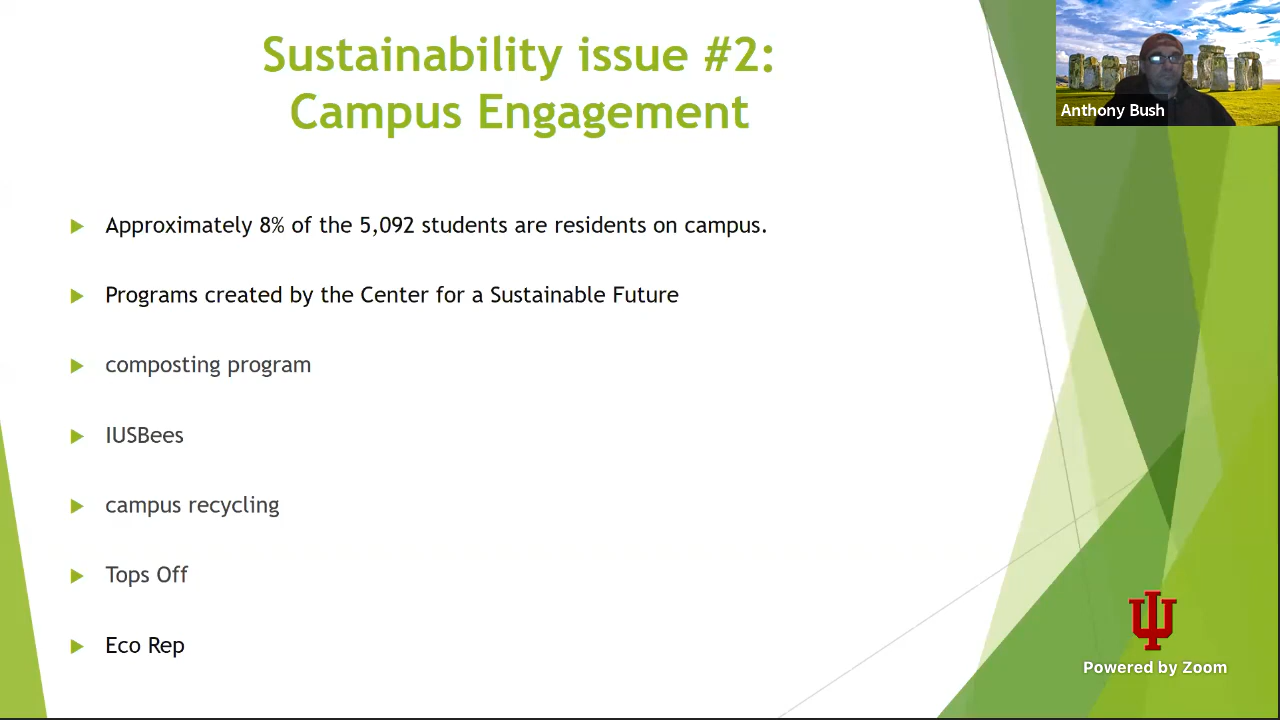 Sustainability issue #2:
Campus Engagement
Anthony Bush
Approximately 8% of the 5,092 students are residents on campus.
Programs created by the Center for a Sustainable Future
composting program
IUSBees
campus recycling
Tops Off
Eco Rep
Powered by Zoom